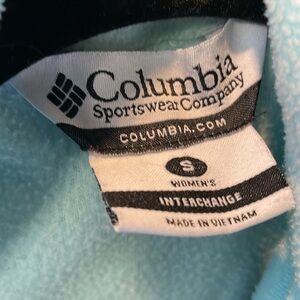 Columbia
Sportswear Company
COLUMBIA.COM
S
WOMEN'S
INTERCHANGE
MADE IN VIETNAM